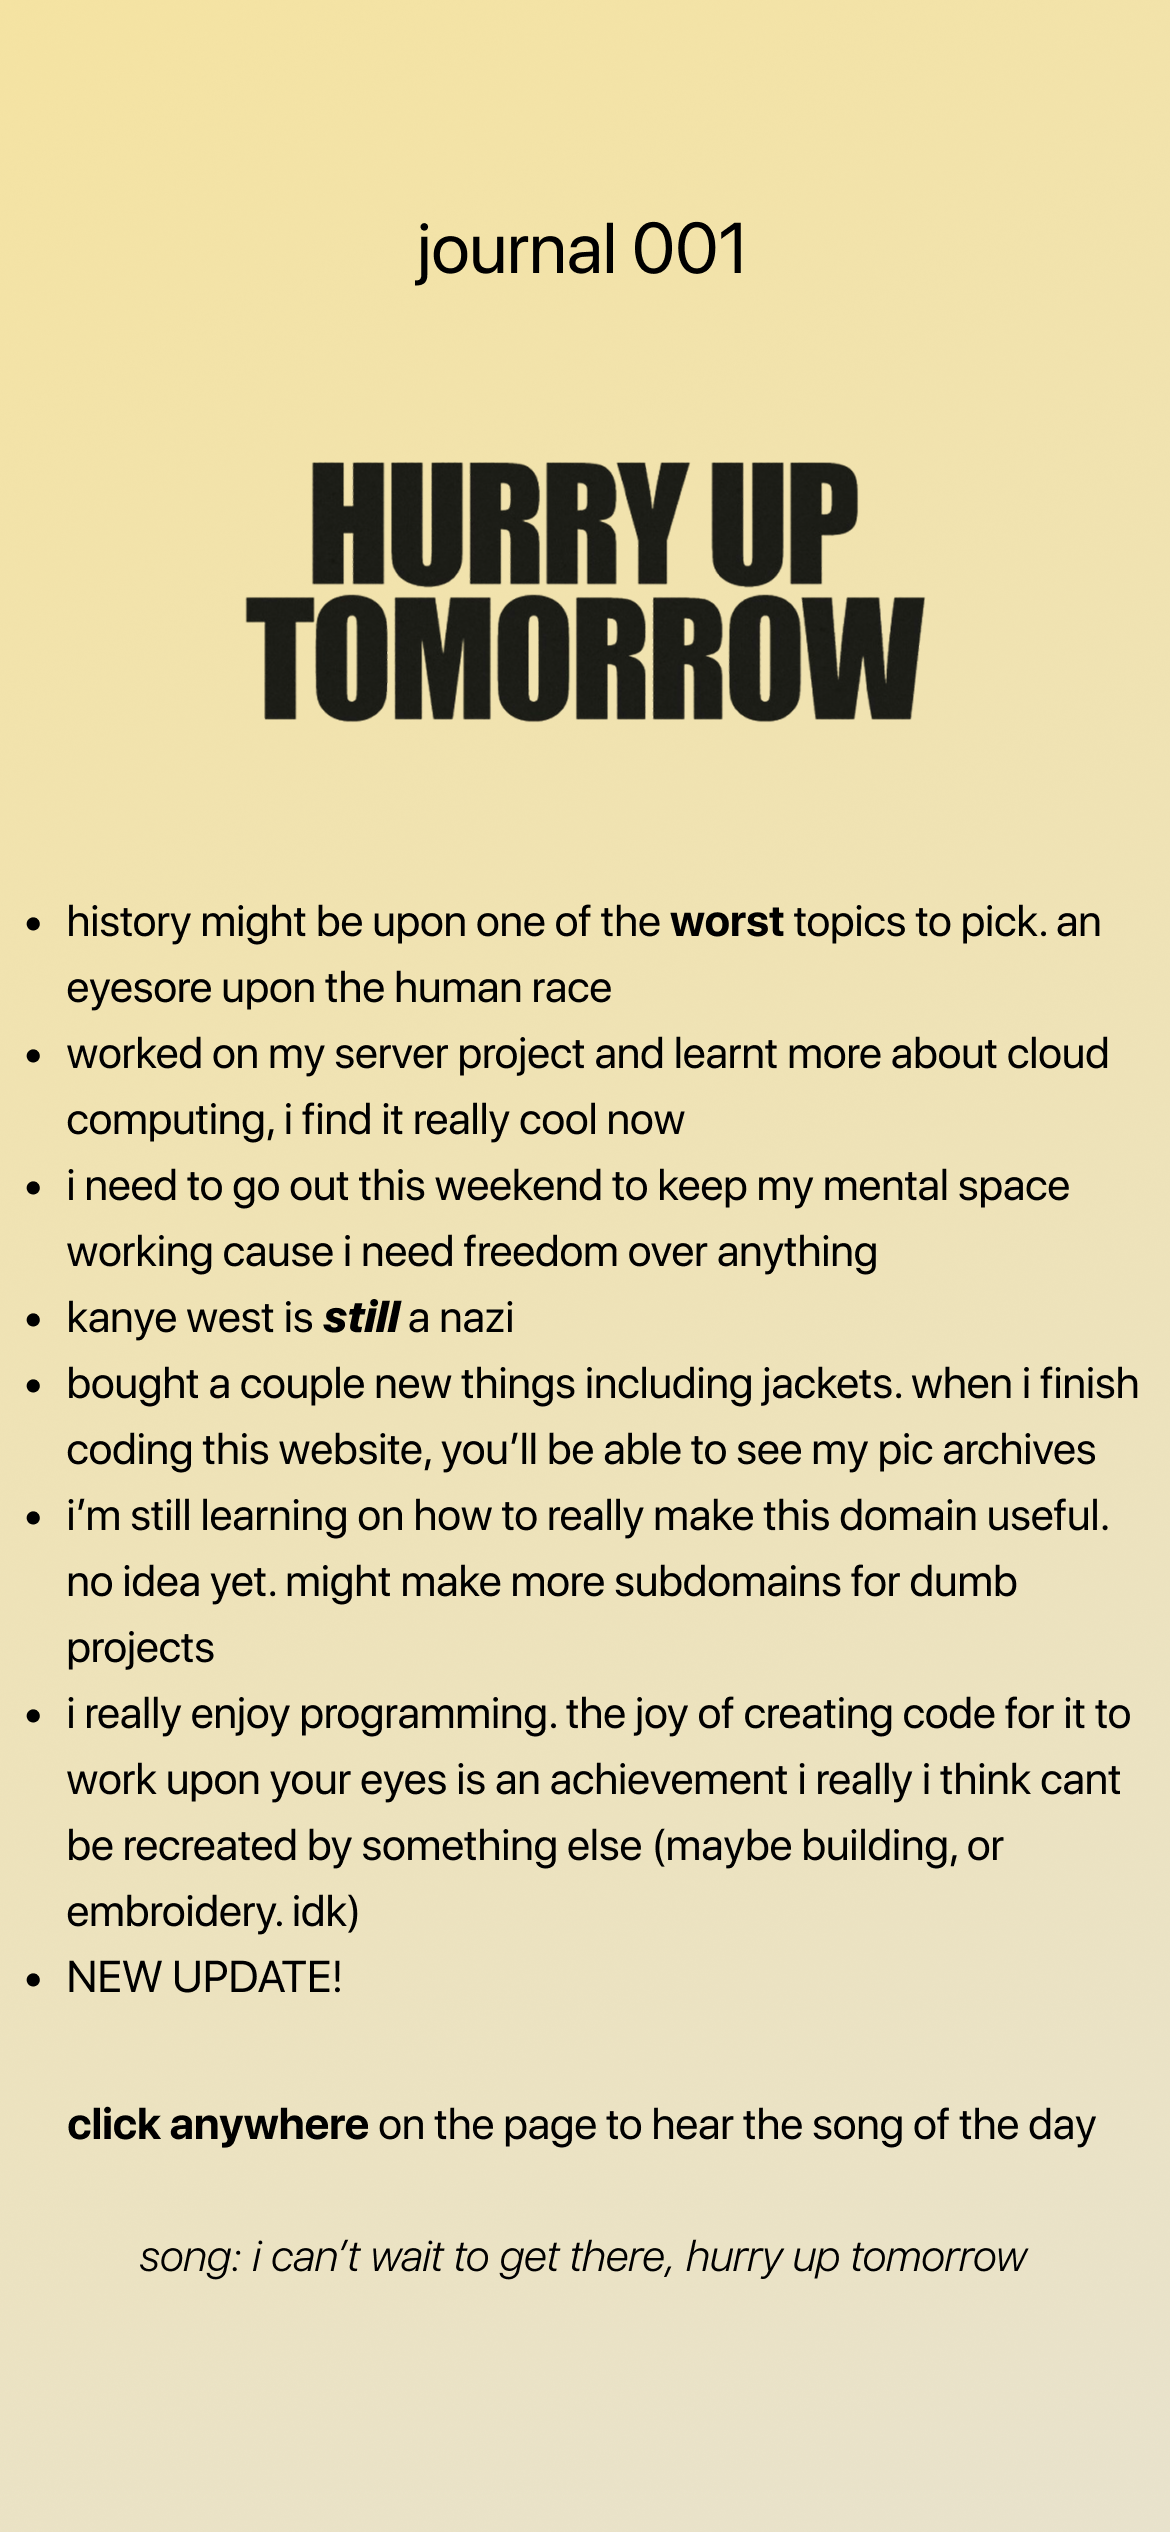 journal 001
HURRY UP
TOMORROW
• history might be upon one of the worst topics to pick. an
eyesore upon the human race
• worked on my server project and learnt more about cloud
computing, i find it really cool now
• i need to go out this weekend to keep my mental space
working cause i need freedom over anything
• kanye west is still a nazi
• bought a couple new things including jackets. when i finish
coding this website, you’ll be able to see my pic archives
• i’m still learning on how to really make this domain useful.
no idea yet. might make more subdomains for dumb
projects
• i really enjoy programming. the joy of creating code for it to
work upon your eyes is an achievement i really i think cant
be recreated by something else (maybe building, or
embroidery. idk)
• NEW UPDATE!
click anywhere on the page to hear the song of the day
song: i can’t wait to get there, hurry up tomorrow